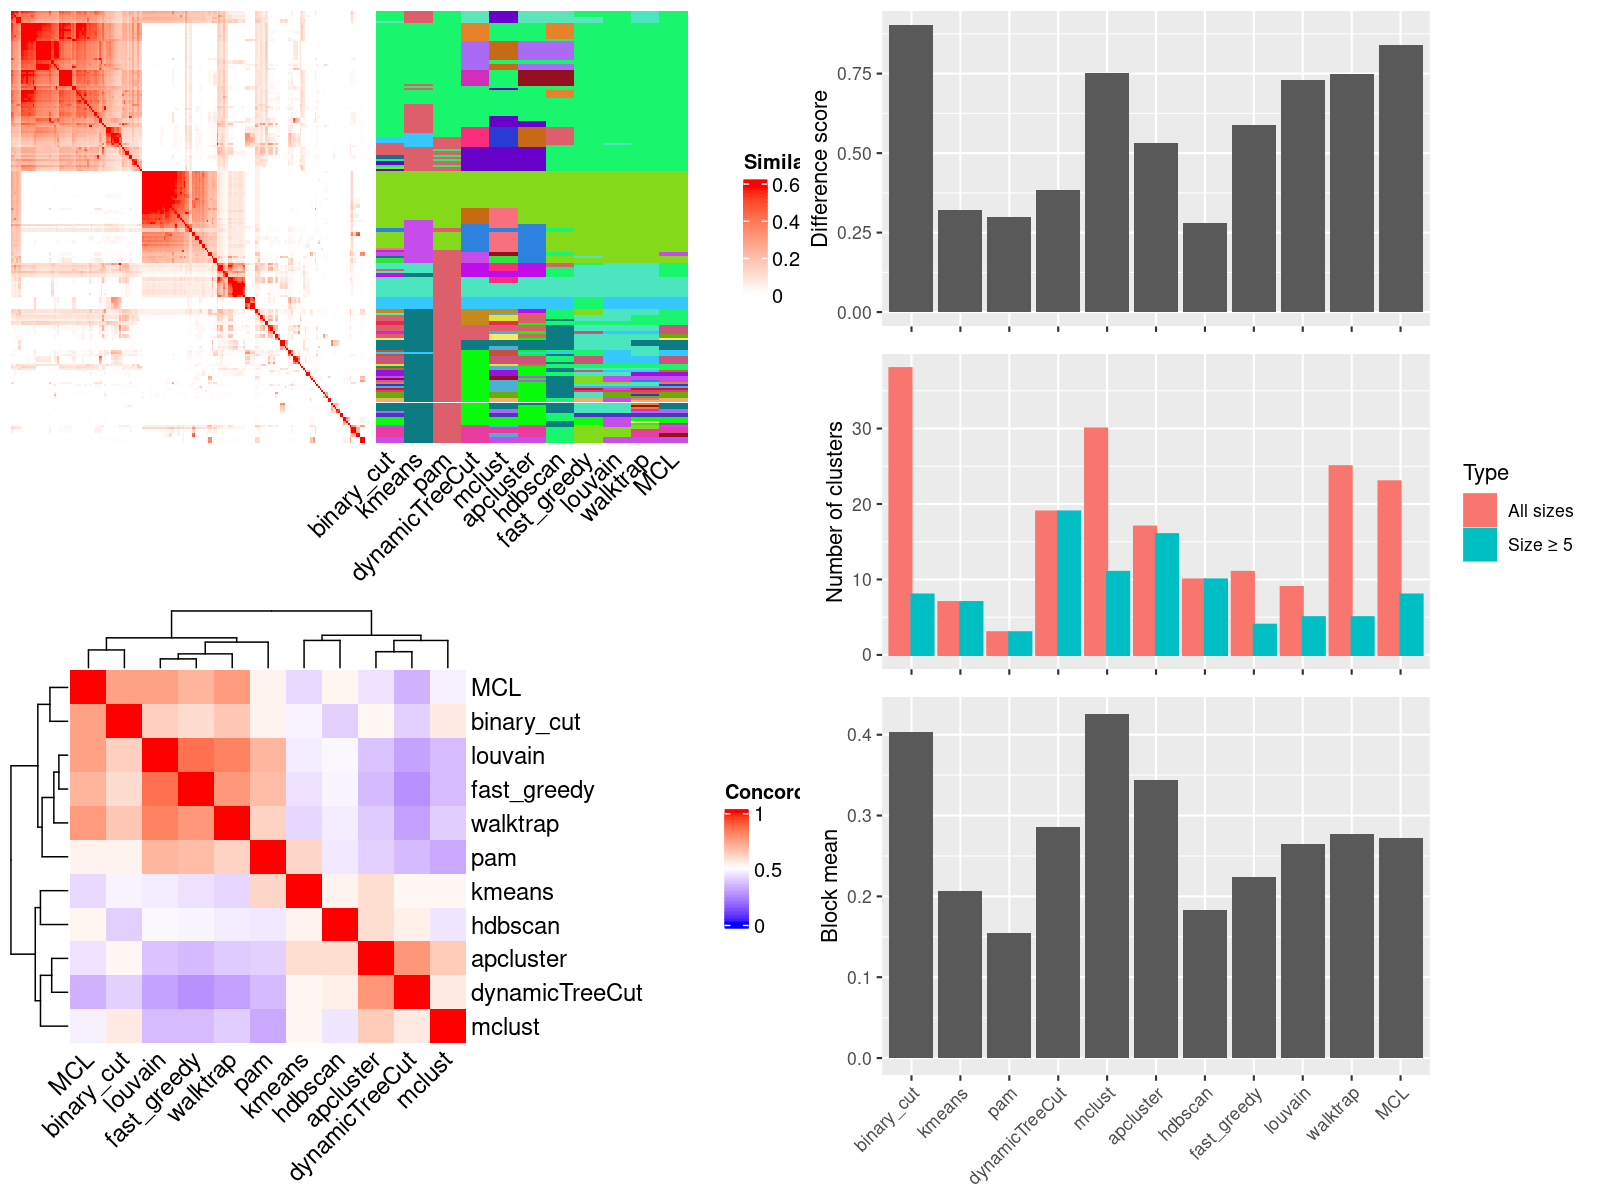 Simila
0.6
0.4
0.2
0
binary_cut
kmeans
pam
dynamicTreeCut
mclust
apcluster
hdbscan
fast_greedy
louvain
walktrap
MCL
MCL
binary_cut
louvain
fast_greedy
walktrap
pam
kmeans
hdbscan
apcluster
dynamicTreeCut
mclust
MCL
binary_cut
louvain
fast_greedy
walktrap
pam
kmeans
hdbscan
apcluster
dynamicTreeCut
mclust
Concord
1
0.5
0
Difference score
0.75
0.50
0.25
0.00
Number of clusters
30
20
10
0
Type
All sizes
Size ≥ 5
Block mean
0.4
0.3
0.2
0.1
0.0
binary_cut
kmeans
pam
dynamicTreeCut
mclust
apcluster
hdbscan
fast_greedy
louvain
walktrap
MCL